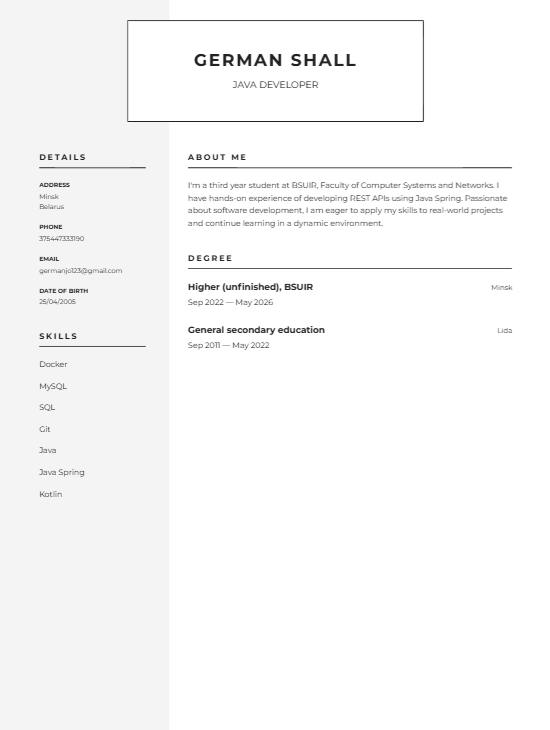 GERMAN SHALL
JAVA DEVELOPER
DETAILS
ADDRESS
Minsk
Belarus
PHONE
375447333190
EMAIL
germanjo123@gmail.com
DATE OF BIRTH
25/04/2005
SKILLS
Docker
MySQL
SQL
Git
Java
Java Spring
Kotlin
ABOUT ME
I'm a third year student at BSUIR, Faculty of Computer Systems and Networks. I
have hands-on experience of developing REST APIs using Java Spring. Passionate
about software development, I am eager to apply my skills to real-world projects
and continue learning in a dynamic environment.
DEGREE
Higher (unfinished), BSUIR
Minsk
Sep 2022 — May 2026
General secondary education
Lida
Sep 2011 — May 2022